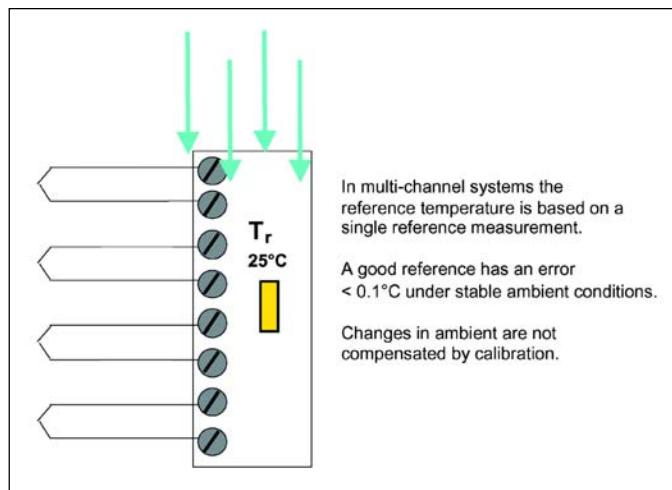 Tr
25°C
In multi-channel systems the
reference temperature is based on a
single reference measurement.
A good reference has an error
< 0.1°C under stable ambient conditions.
Changes in ambient are not
compensated by calibration.